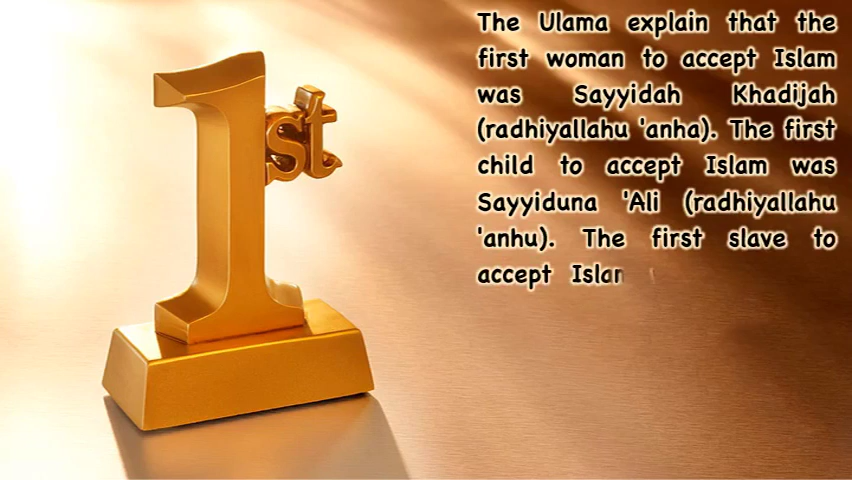 1st
The Ulama explain that the
first woman to accept Islam
was Sayyidah Khadijah
(radhiyallahu 'anha). The first
child to accept Islam was
Sayyiduna 'Ali (radhiyallahu
'anhu). The first slave to
accept